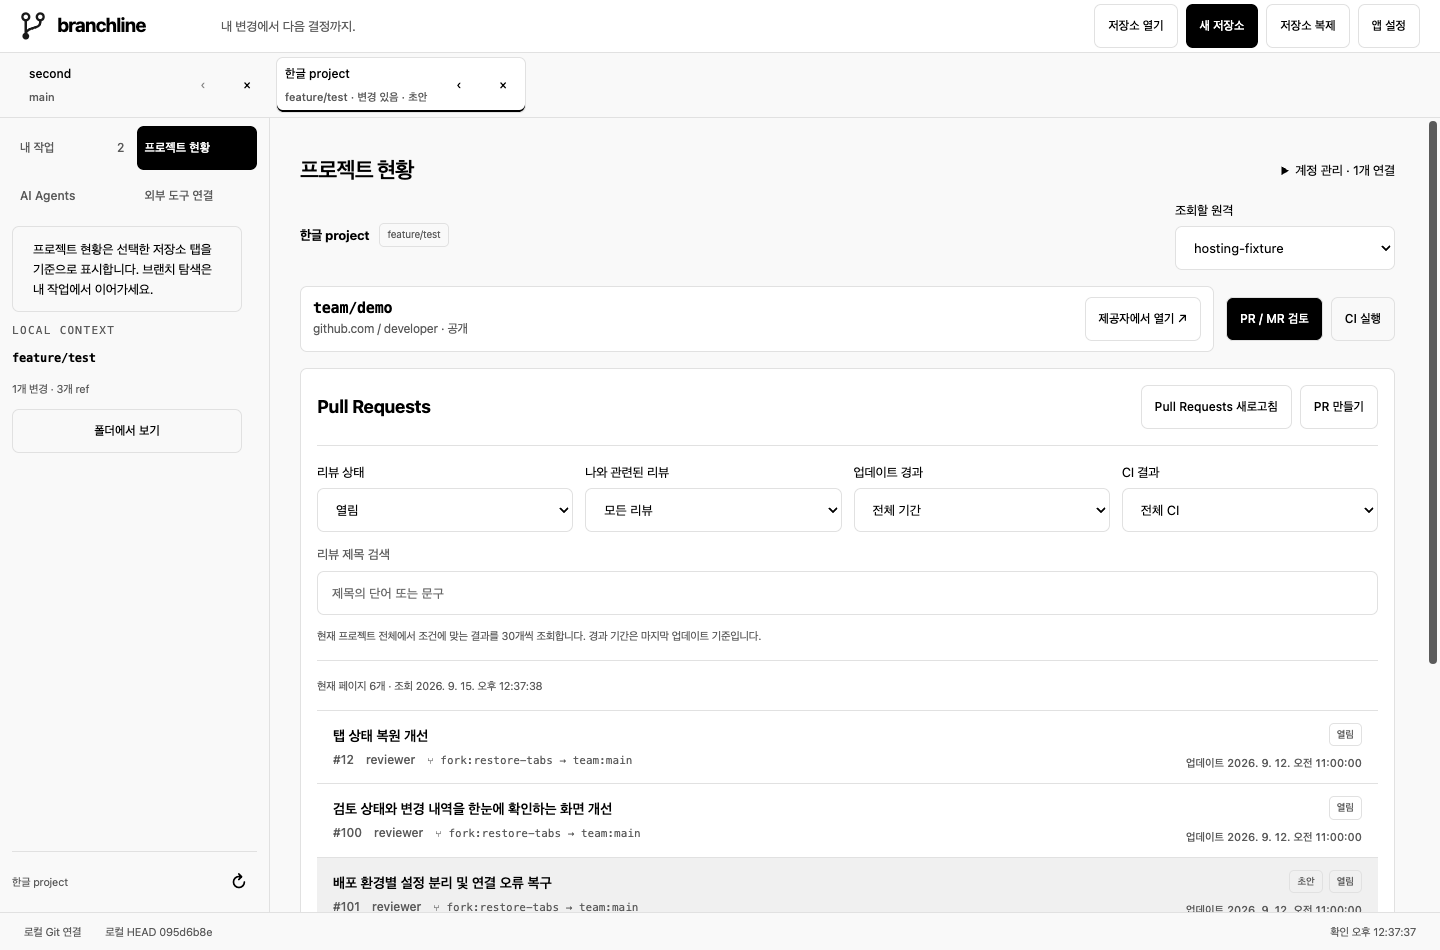 branchline
내 변경에서 다음 결정까지.
저장소 열기
새 저장소
저장소 복제
앱 설정
second
main
‹
×
한글 project
feature/test · 변경 있음 · 초안
‹
×
내 작업 2
프로젝트 현황
AI Agents
외부 도구 연결
프로젝트 현황은 선택한 저장소 탭을
기준으로 표시합니다. 브랜치 탐색은
내 작업에서 이어가세요.
LOCAL CONTEXT
feature/test
1개 변경 · 3개 ref
폴더에서 보기
한글 project
프로젝트 현황
▶ 계정 관리 · 1개 연결
한글 project feature/test
조회할 원격
hosting-fixture
team/demo
github.com / developer · 공개
제공자에서 열기 ↗
PR / MR 검토
CI 실행
Pull Requests
Pull Requests 새로고침
PR 만들기
리뷰 상태
열림
나와 관련된 리뷰
모든 리뷰
업데이트 경과
전체 기간
CI 결과
전체 CI
리뷰 제목 검색
제목의 단어 또는 문구
현재 프로젝트 전체에서 조건에 맞는 결과를 30개씩 조회합니다. 경과 기간은 마지막 업데이트 기준입니다.
현재 페이지 6개 · 조회 2026. 9. 15. 오후 12:37:38
탭 상태 복원 개선
열림
#12 reviewer ⑂ fork:restore-tabs → team:main
업데이트 2026. 9. 12. 오전 11:00:00
검토 상태와 변경 내역을 한눈에 확인하는 화면 개선
열림
#100 reviewer ⑂ fork:restore-tabs → team:main
업데이트 2026. 9. 12. 오전 11:00:00
배포 환경별 설정 분리 및 연결 오류 복구
초안 열림
#101 reviewer ⑂ fork:restore-tabs → team:main
업데이트 2026. 9. 12. 오전 11:00:00
로컬 Git 연결
로컬 HEAD 095d6b8e
확인 오후 12:37:37